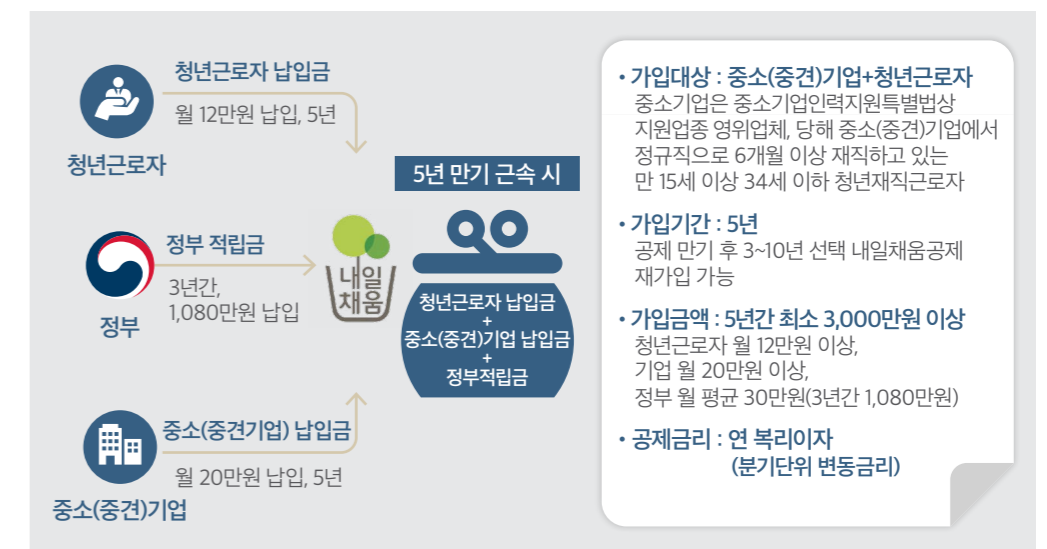 청년근로자 납입금
월 12만원 납입, 5년
청년근로자
정부 적립금
3년간,
1,080만원 납입
정부
중소(중견기업) 납입금
월 20만원 납입, 5년
중소(중견)기업
내일
채움
5년 만기 근속 시
청년근로자 납입금
+
중소(중견)기업 납입금
+
정부적립금
• 가입대상 : 중소(중견)기업+청년근로자
중소기업은 중소기업인력지원특별법상
지원업종 영위업체, 당해 중소(중견)기업에서
정규직으로 6개월 이상 재직하고 있는
만 15세 이상 34세 이하 청년재직근로자
• 가입기간 : 5년
공제 만기 후 3~10년 선택 내일채움공제
재가입 가능
• 가입금액 : 5년간 최소 3,000만원 이상
청년근로자 월 12만원 이상,
기업 월 20만원 이상,
정부 월 평균 30만원(3년간 1,080만원)
• 공제금리 : 연 복리이자
(분기단위 변동금리)